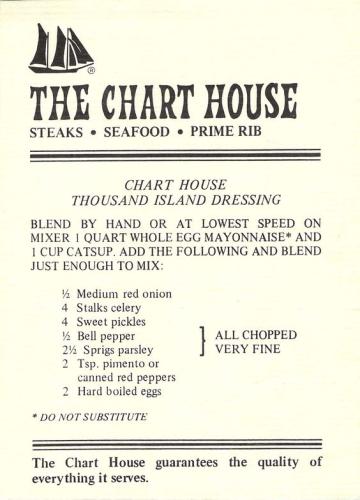 ®
THE CHART HOUSE
STEAKS • SEAFOOD • PRIME RIB
CHART HOUSE
THOUSAND ISLAND DRESSING
BLEND BY HAND OR AT LOWEST SPEED ON
MIXER 1 QUART WHOLE EGG MAYONNAISE* AND
1 CUP CATSUP. ADD THE FOLLOWING AND BLEND
JUST ENOUGH TO MIX:
½ Medium red onion
4 Stalks celery
4 Sweet pickles
½ Bell pepper
2½ Sprigs parsley
2 Tsp. pimento or
canned red peppers
2 Hard boiled eggs
ALL CHOPPED
VERY FINE
* DO NOT SUBSTITUTE
The Chart House guarantees the quality of
everything it serves.